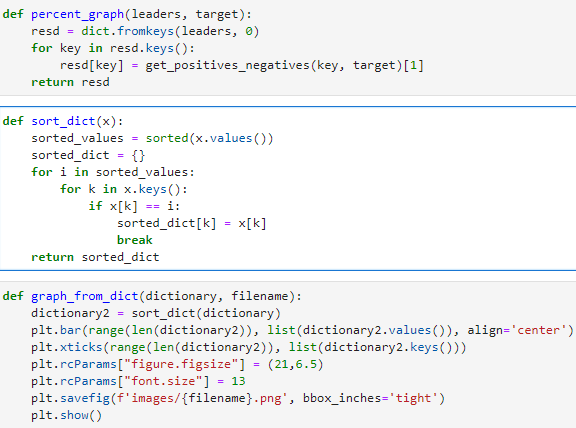 def percent_graph(leaders, target):
    resd = dict.fromkeys(leaders, 0)
    for key in resd.keys():
        resd[key] = get_positives_negatives(key, target)[1]
    return resd
def sort_dict(x):
    sorted_values = sorted(x.values())
    sorted_dict = {}
    for i in sorted_values:
        for k in x.keys():
            if x[k] == i:
                sorted_dict[k] = x[k]
                break
    return sorted_dict
def graph_from_dict(dictionary, filename):
    dictionary2 = sort_dict(dictionary)
    plt.bar(range(len(dictionary2)), list(dictionary2.values()), align='center')
    plt.xticks(range(len(dictionary2)), list(dictionary2.keys()))
    plt.rcParams["figure.figsize"] = (21,6.5)
    plt.rcParams["font.size"] = 13
    plt.savefig(f'images/{filename}.png', bbox_inches='tight')
    plt.show()